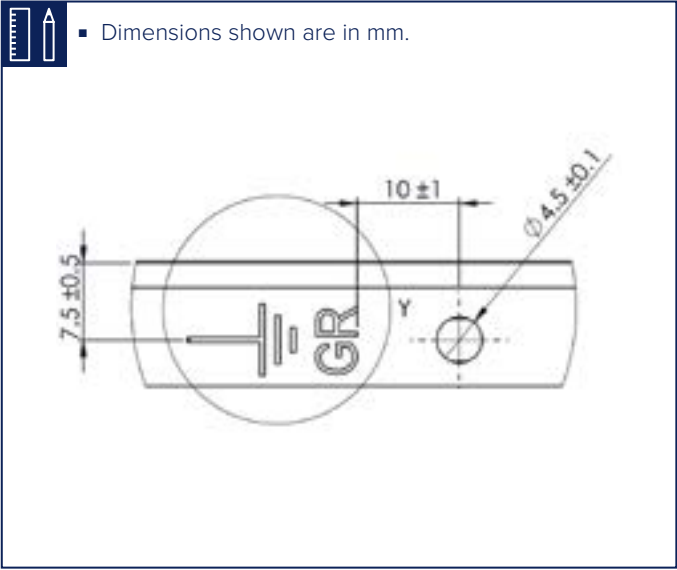 ▪ Dimensions shown are in mm.
10 ±1
Ø 4,5 ±0.1
7,5 ±0.5
GR
Y